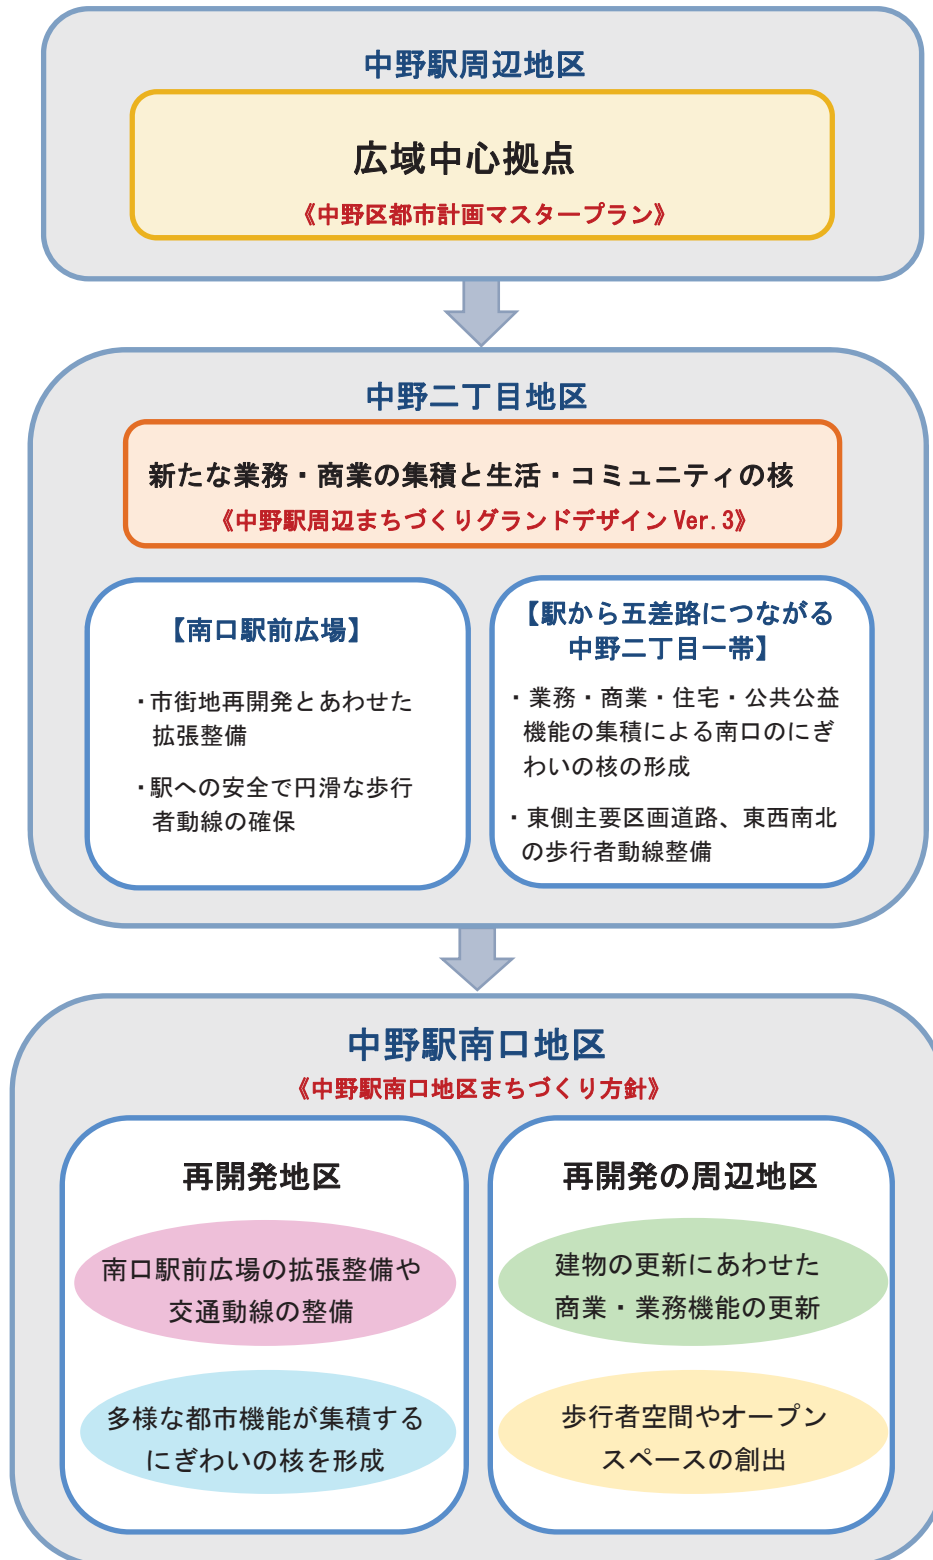 中野駅周辺地区
広域中心拠点
《中野区都市計画マスタープラン》
中野二丁目地区
新たな業務・商業の集積と生活・コミュニティの核
《中野駅周辺まちづくりグランドデザイン Ver.3》
【南口駅前広場】
・市街地再開発とあわせた
拡張整備
・駅への安全で円滑な歩行
者動線の確保
【駅から五差路につながる
中野二丁目一帯】
・業務・商業・住宅・公共公益
機能の集積による南口のにぎ
わいの核の形成
・東側主要区画道路、東西南北
の歩行者動線整備
中野駅南口地区
《中野駅南口地区まちづくり方針》
再開発地区
南口駅前広場の拡張整備や
交通動線の整備
多様な都市機能が集積する
にぎわいの核を形成
再開発の周辺地区
建物の更新にあわせた
商業・業務機能の更新
歩行者空間やオープン
スペースの創出